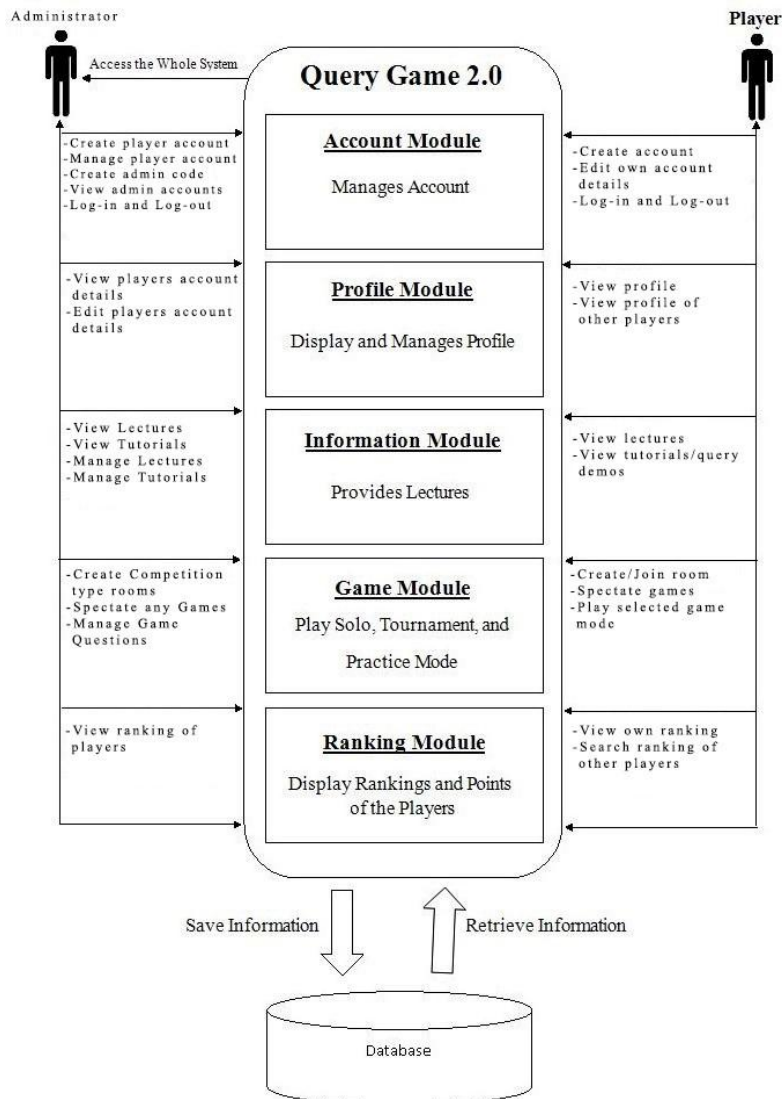 Administrator
Player
Access the Whole System
Query Game 2.0
-Create player account
-Manage player account
-Create admin code
-View admin accounts
-Log-in and Log-out
Account Module
Manages Account
-Create account
-Edit own account
details
-Log-in and Log-out
-View players account
details
-Edit players account
details
Profile Module
Display and Manages Profile
-View profile
-View profile of
other players
-View Lectures
-View Tutorials
-Manage Lectures
-Manage Tutorials
Information Module
Provides Lectures
-View lectures
-View tutorials/query
demos
-Create Competition
type rooms
-Spectate any Games
-Manage Game
Questions
Game Module
Play Solo, Tournament, and
Practice Mode
-Create/Join room
-Spectate games
-Play selected game
mode
-View ranking of
players
Ranking Module
Display Rankings and Points
of the Players
-View own ranking
-Search ranking of
other players
Save Information
Retrieve Information
Database